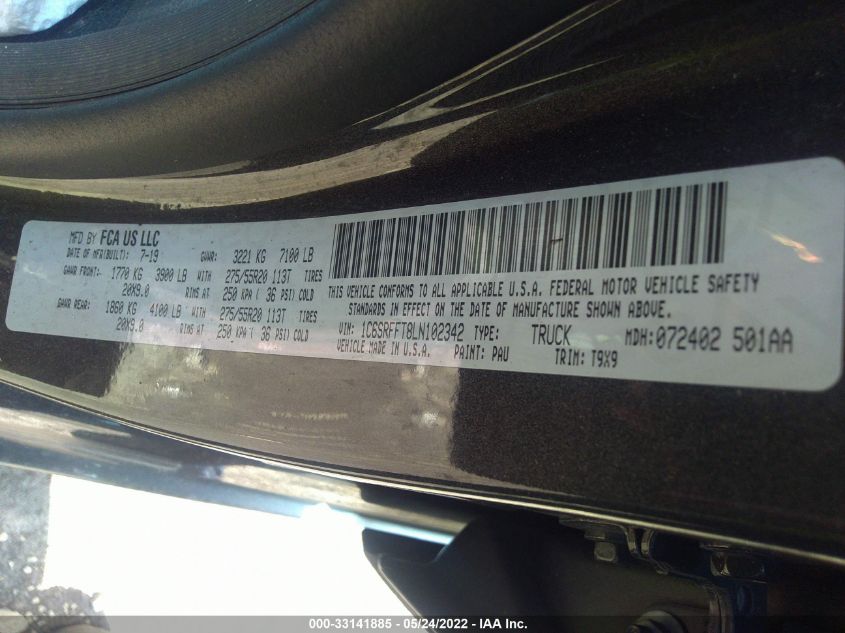 MFD BY FCA US LLC
DATE OF MFR(BUILT): 7-19 GVWR: 3221 KG 7100 LB
GAWR FRONT: 1770 KG 3900 LB WITH 275/55R20 113T TIRES
20X9.0 RIMS AT 250 KPA ( 36 PSI) COLD
GAWR REAR: 1860 KG 4100 LB WITH 275/55R20 113T TIRES
20X9.0 RIMS AT 250 KPA ( 36 PSI) COLD
THIS VEHICLE CONFORMS TO ALL APPLICABLE U.S.A. FEDERAL MOTOR VEHICLE SAFETY
STANDARDS IN EFFECT ON THE DATE OF MANUFACTURE SHOWN ABOVE.
VIN: 1C6SRFFT8LN102342 TYPE: TRUCK MDH: 072402 501AA
VEHICLE MADE IN U.S.A. PAINT: PAU TRIM: T9X9
000-33141885 - 05/24/2022 - IAA Inc.